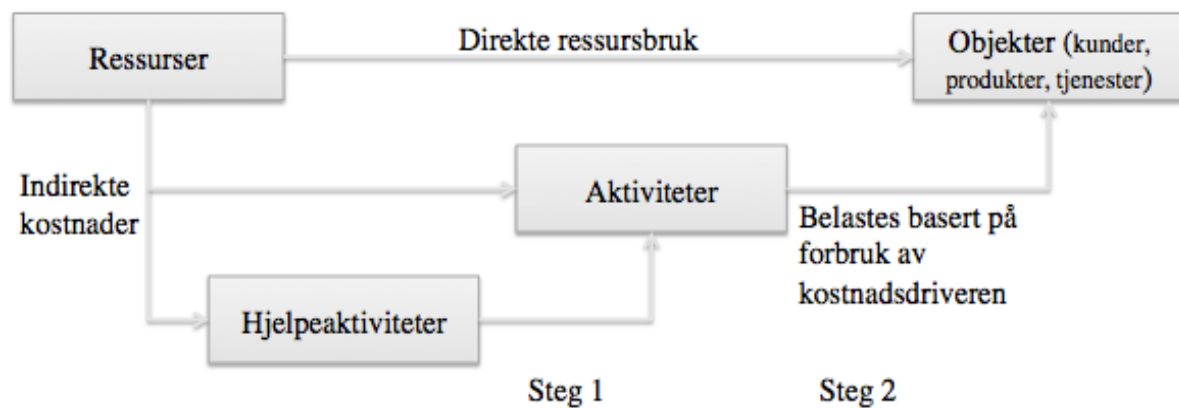 Ressurser
Direkte ressursbruk
Objekter (kunder,
produkter, tjenester)
Indirekte
kostnader
Aktiviteter
Belastes basert på
forbruk av
kostnadsdriveren
Hjelpeaktiviteter
Steg 1
Steg 2